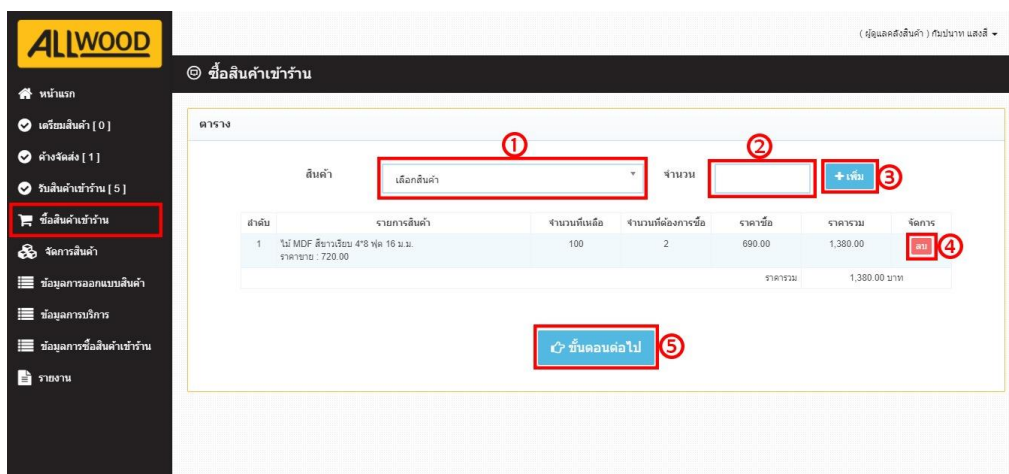 ALLWOOD
( ผู้ดูแลคลังสินค้า ) กัมปนาท แสงสี
ซื้อสินค้าเข้าร้าน
หน้าแรก
เตรียมสินค้า [ 0 ]
ค้างจัดส่ง [ 1 ]
รับสินค้าเข้าร้าน [ 5 ]
ซื้อสินค้าเข้าร้าน
จัดการสินค้า
ข้อมูลการออกแบบสินค้า
ข้อมูลการบริการ
ข้อมูลการซื้อสินค้าเข้าร้าน
รายงาน
ตาราง
1 2
สินค้า เลือกสินค้า จำนวน + เพิ่ม 3
ลำดับ รายการสินค้า จำนวนที่เหลือ จำนวนที่ต้องการซื้อ ราคาซื้อ ราคารวม จัดการ
1 ไม้ MDF สีขาวเรียบ 4*8 ฟุต 16 ม.ม. 100 2 690.00 1,380.00 ลบ 4
ราคาขาย : 720.00
ราคารวม 1,380.00 บาท
ขั้นตอนต่อไป 5